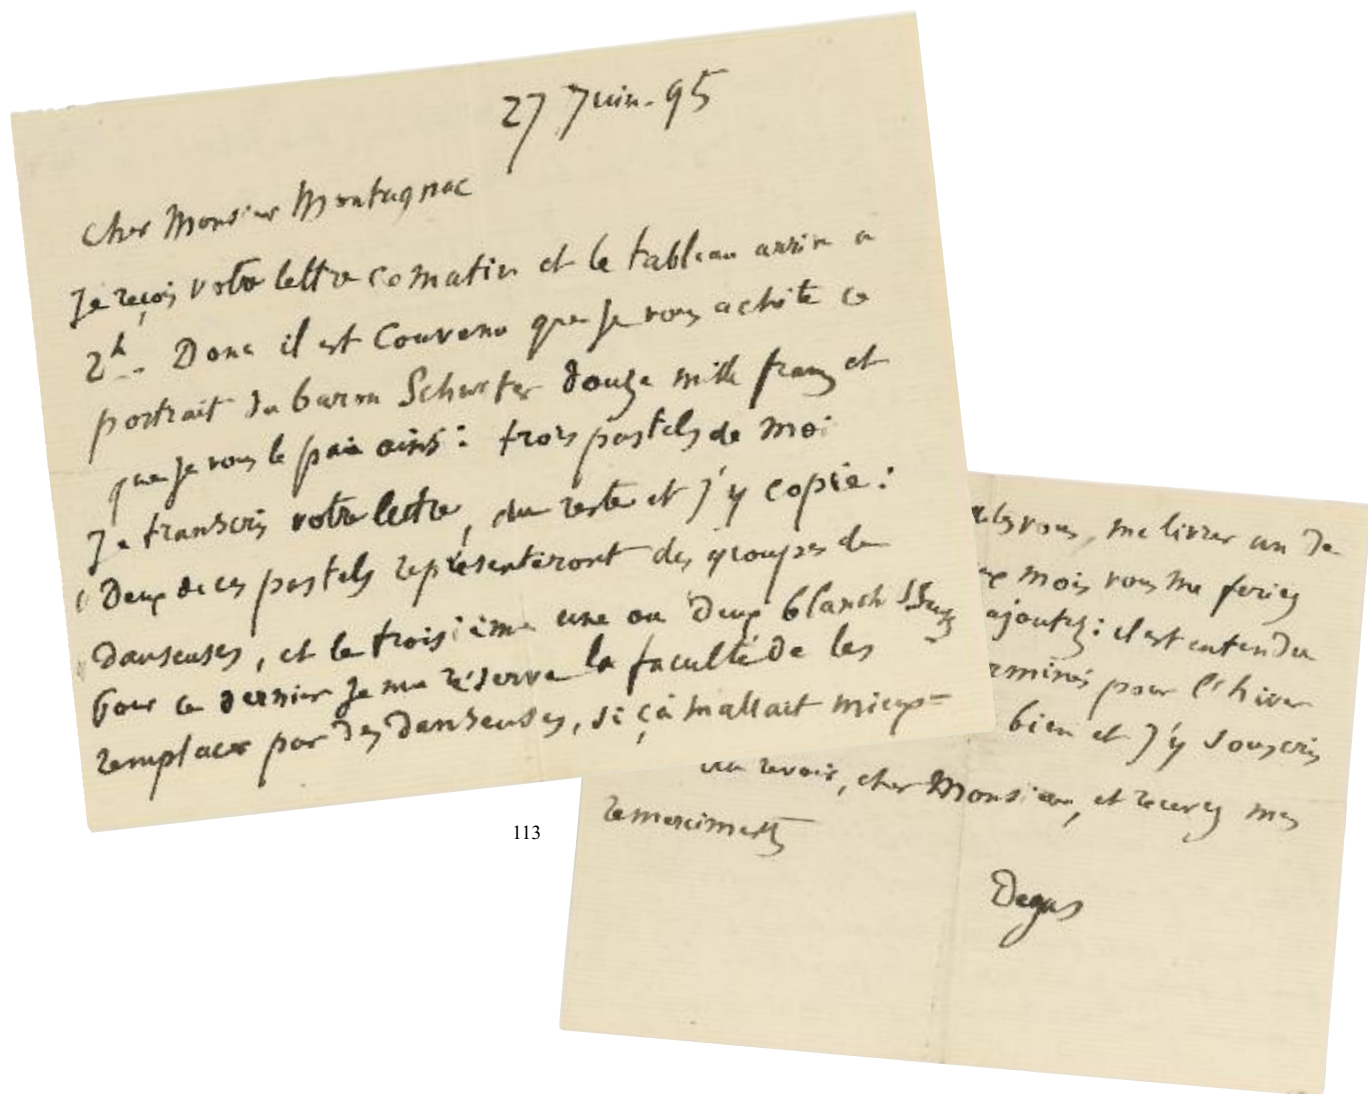 27 Juin. 95
cher Monsieur Montagnac
Je reçois votre lettre ce matin et le tableau arrive a
2h. Donc il est convenu que je vous achète ce
portrait du baron Schwiter douze mille francs et
que je vous le paie ainsi : trois pastels de moi
Je transcris votre lettre, du reste et j'y copie :
" Deux de ces pastels représenteront des groupes de
danseuses, et le troisième une ou deux blanchisseuses
Pour ce dernier je me réserve la faculté de les
remplacer par des danseuses, si çà m'allait mieux =
vous, me livrer un de
mois vous me feriez
ajoutez : il est entendu
erminés pour l'hiver
bien et j'y souscris
Au revoir, cher Monsieur, et recevez mes
remerciments
Degas
113